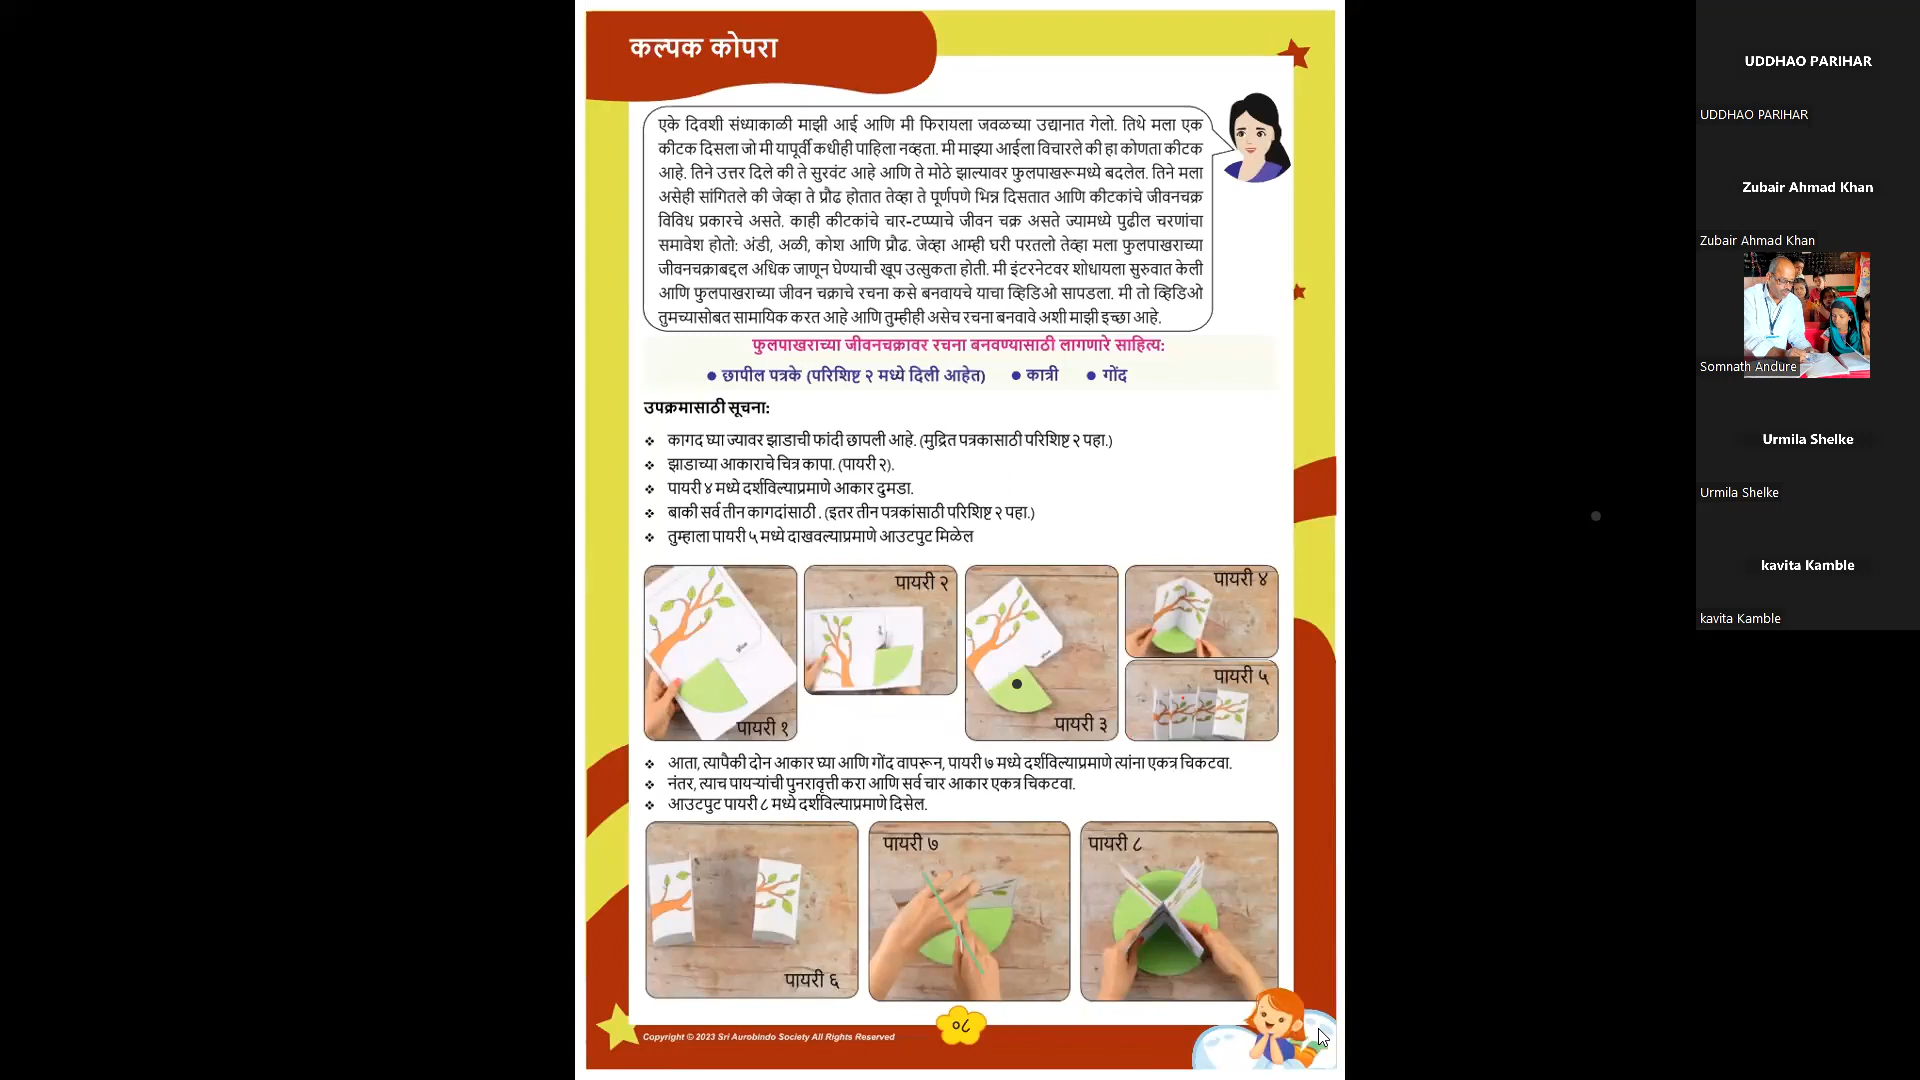 कल्पक कोपरा
एके दिवशी संध्याकाळी माझी आई आणि मी फिरायला जवळच्या उद्यानात गेलो. तिथे मला एक
कीटक दिसला जो मी यापूर्वी कधीही पाहिला नव्हता. मी माझ्या आईला विचारले की हा कोणता कीटक
आहे. तिने उत्तर दिले की ते सुरवंट आहे आणि ते मोठे झाल्यावर फुलपाखरूमध्ये बदलेल. तिने मला
असेही सांगितले की जेव्हा ते प्रौढ होतात तेव्हा ते पूर्णपणे भिन्न दिसतात आणि कीटकांचे जीवनचक्र
विविध प्रकारचे असते. काही कीटकांचे चार-टप्प्याचे जीवन चक्र असते ज्यामध्ये पुढील चरणांचा
समावेश होतो: अंडी, अळी, कोश आणि प्रौढ. जेव्हा आम्ही घरी परतलो तेव्हा मला फुलपाखराच्या
जीवनचक्राबद्दल अधिक जाणून घेण्याची खूप उत्सुकता होती. मी इंटरनेटवर शोधायला सुरुवात केली
आणि फुलपाखराच्या जीवन चक्राचे रचना कसे बनवायचे याचा व्हिडिओ सापडला. मी तो व्हिडिओ
तुमच्यासोबत सामायिक करत आहे आणि तुम्हीही असेच रचना बनवावे अशी माझी इच्छा आहे.
फुलपाखराच्या जीवनचक्रावर रचना बनवण्यासाठी लागणारे साहित्य:
● छापील पत्रके (परिशिष्ट २ मध्ये दिली आहेत) ● कात्री ● गोंद
उपक्रमासाठी सूचना:
❖ कागद घ्या ज्यावर झाडाची फांदी छापली आहे. (मुद्रित पत्रकासाठी परिशिष्ट २ पहा.)
❖ झाडाच्या आकाराचे चित्र कापा. (पायरी २).
❖ पायरी ४ मध्ये दर्शविल्याप्रमाणे आकार दुमडा.
❖ बाकी सर्व तीन कागदांसाठी . (इतर तीन पत्रकांसाठी परिशिष्ट २ पहा.)
❖ तुम्हाला पायरी ५ मध्ये दाखवल्याप्रमाणे आउटपुट मिळेल
पायरी १
पायरी २
पायरी ३
पायरी ४
पायरी ५
❖ आता, त्यापैकी दोन आकार घ्या आणि गोंद वापरून, पायरी ७ मध्ये दर्शविल्याप्रमाणे त्यांना एकत्र चिकटवा.
❖ नंतर, त्याच पायऱ्यांची पुनरावृत्ती करा आणि सर्व चार आकार एकत्र चिकटवा.
❖ आउटपुट पायरी ८ मध्ये दर्शविल्याप्रमाणे दिसेल.
पायरी ६
पायरी ७
पायरी ८
Copyright © 2023 Sri Aurobindo Society All Rights Reserved
०८
UDDHAO PARIHAR
UDDHAO PARIHAR
Zubair Ahmad Khan
Zubair Ahmad Khan
Somnath Andure
Urmila Shelke
Urmila Shelke
kavita Kamble
kavita Kamble